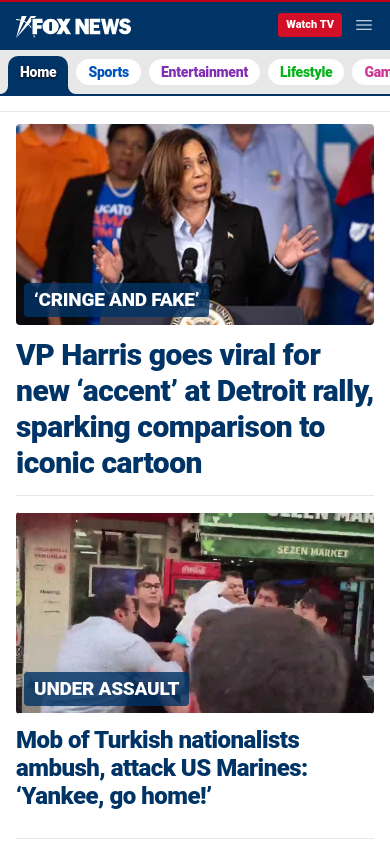 FOX NEWS
Watch TV
Home Sports Entertainment Lifestyle Gam
UCATO
‘CRINGE AND FAKE’
VP Harris goes viral for
new ‘accent’ at Detroit rally,
sparking comparison to
iconic cartoon
SEZEN MARKET
UNDER ASSAULT
Mob of Turkish nationalists
ambush, attack US Marines:
‘Yankee, go home!’